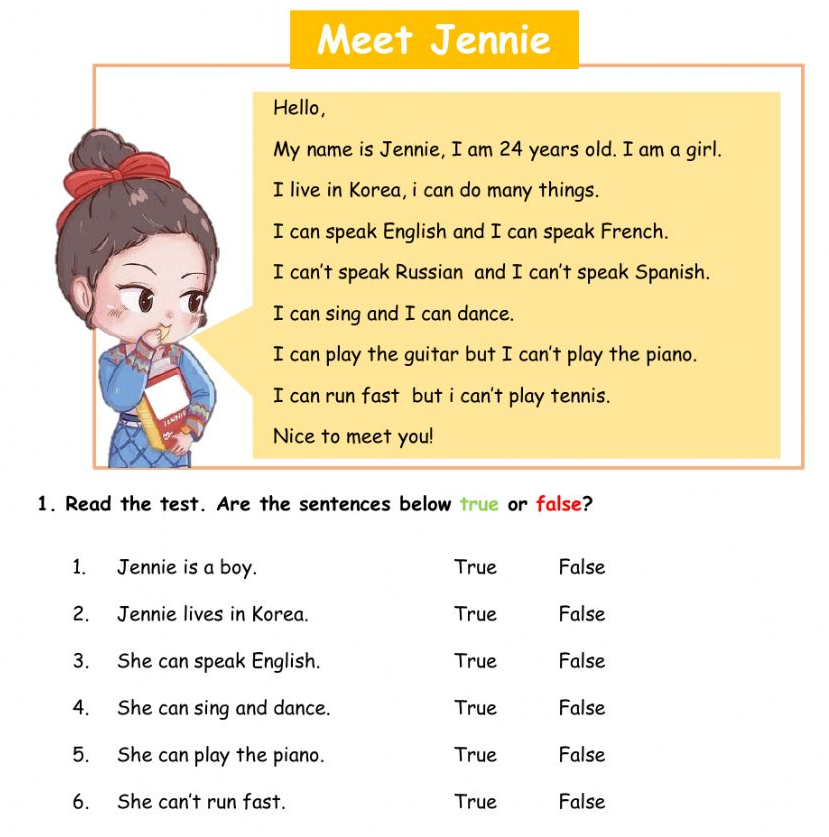 Meet Jennie
Hello,
My name is Jennie, I am 24 years old. I am a girl.
I live in Korea, i can do many things.
I can speak English and I can speak French.
I can't speak Russian and I can't speak Spanish.
I can sing and I can dance.
I can play the guitar but I can't play the piano.
I can run fast but i can't play tennis.
Nice to meet you!
JENNIE
1. Read the test. Are the sentences below true or false?
1. Jennie is a boy. True False
2. Jennie lives in Korea. True False
3. She can speak English. True False
4. She can sing and dance. True False
5. She can play the piano. True False
6. She can't run fast. True False